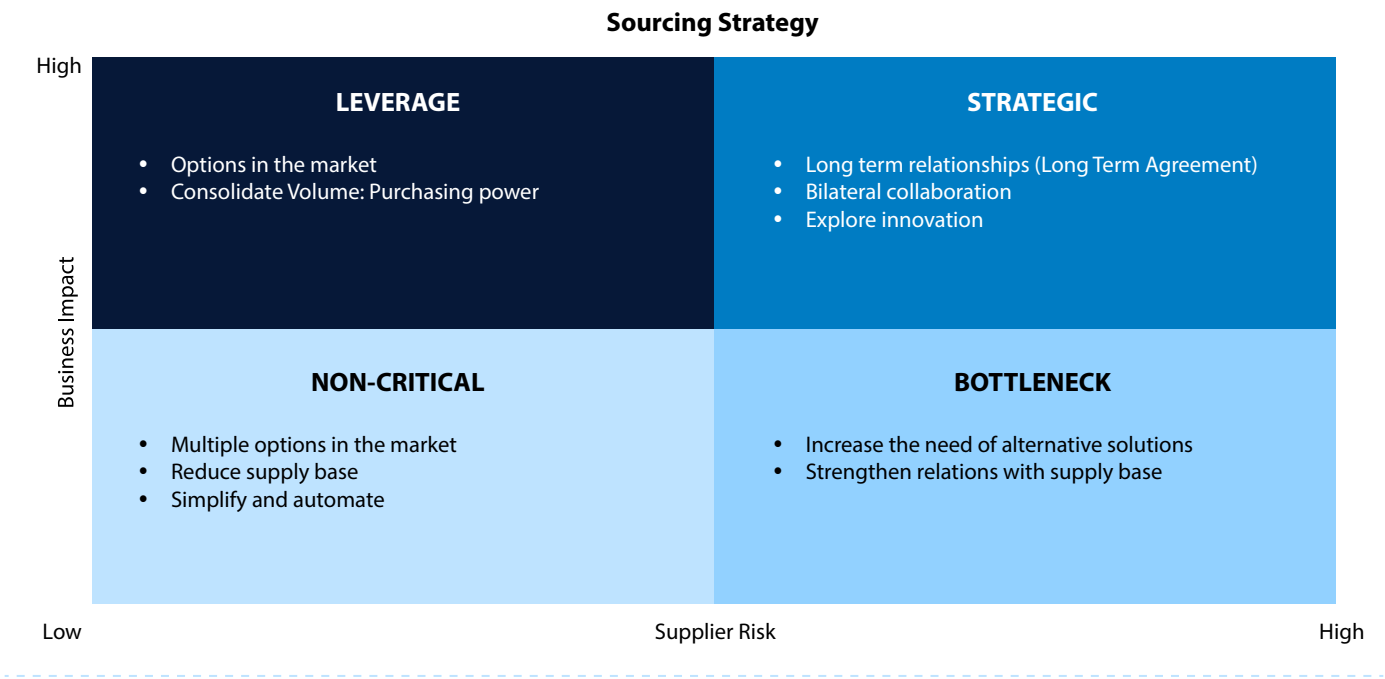 Sourcing Strategy
High
LEVERAGE
• Options in the market
• Consolidate Volume: Purchasing power
STRATEGIC
• Long term relationships (Long Term Agreement)
• Bilateral collaboration
• Explore innovation
Business Impact
NON-CRITICAL
• Multiple options in the market
• Reduce supply base
• Simplify and automate
BOTTLENECK
• Increase the need of alternative solutions
• Strengthen relations with supply base
Low
Supplier Risk
High